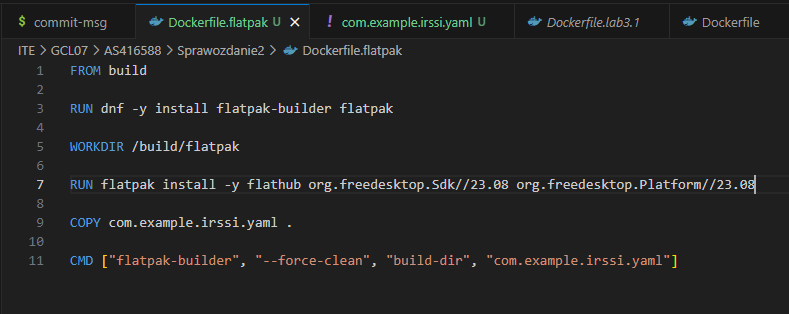 $ commit-msg Dockerfile.flatpak U × ! com.example.irssi.yaml U Dockerfile.lab3.1 Dockerfile
ITE > GCL07 > AS416588 > Sprawozdanie2 > Dockerfile.flatpak
1 FROM build
2
3 RUN dnf -y install flatpak-builder flatpak
4
5 WORKDIR /build/flatpak
6
7 RUN flatpak install -y flathub org.freedesktop.Sdk//23.08 org.freedesktop.Platform//23.08
8
9 COPY com.example.irssi.yaml .
10
11 CMD ["flatpak-builder", "--force-clean", "build-dir", "com.example.irssi.yaml"]